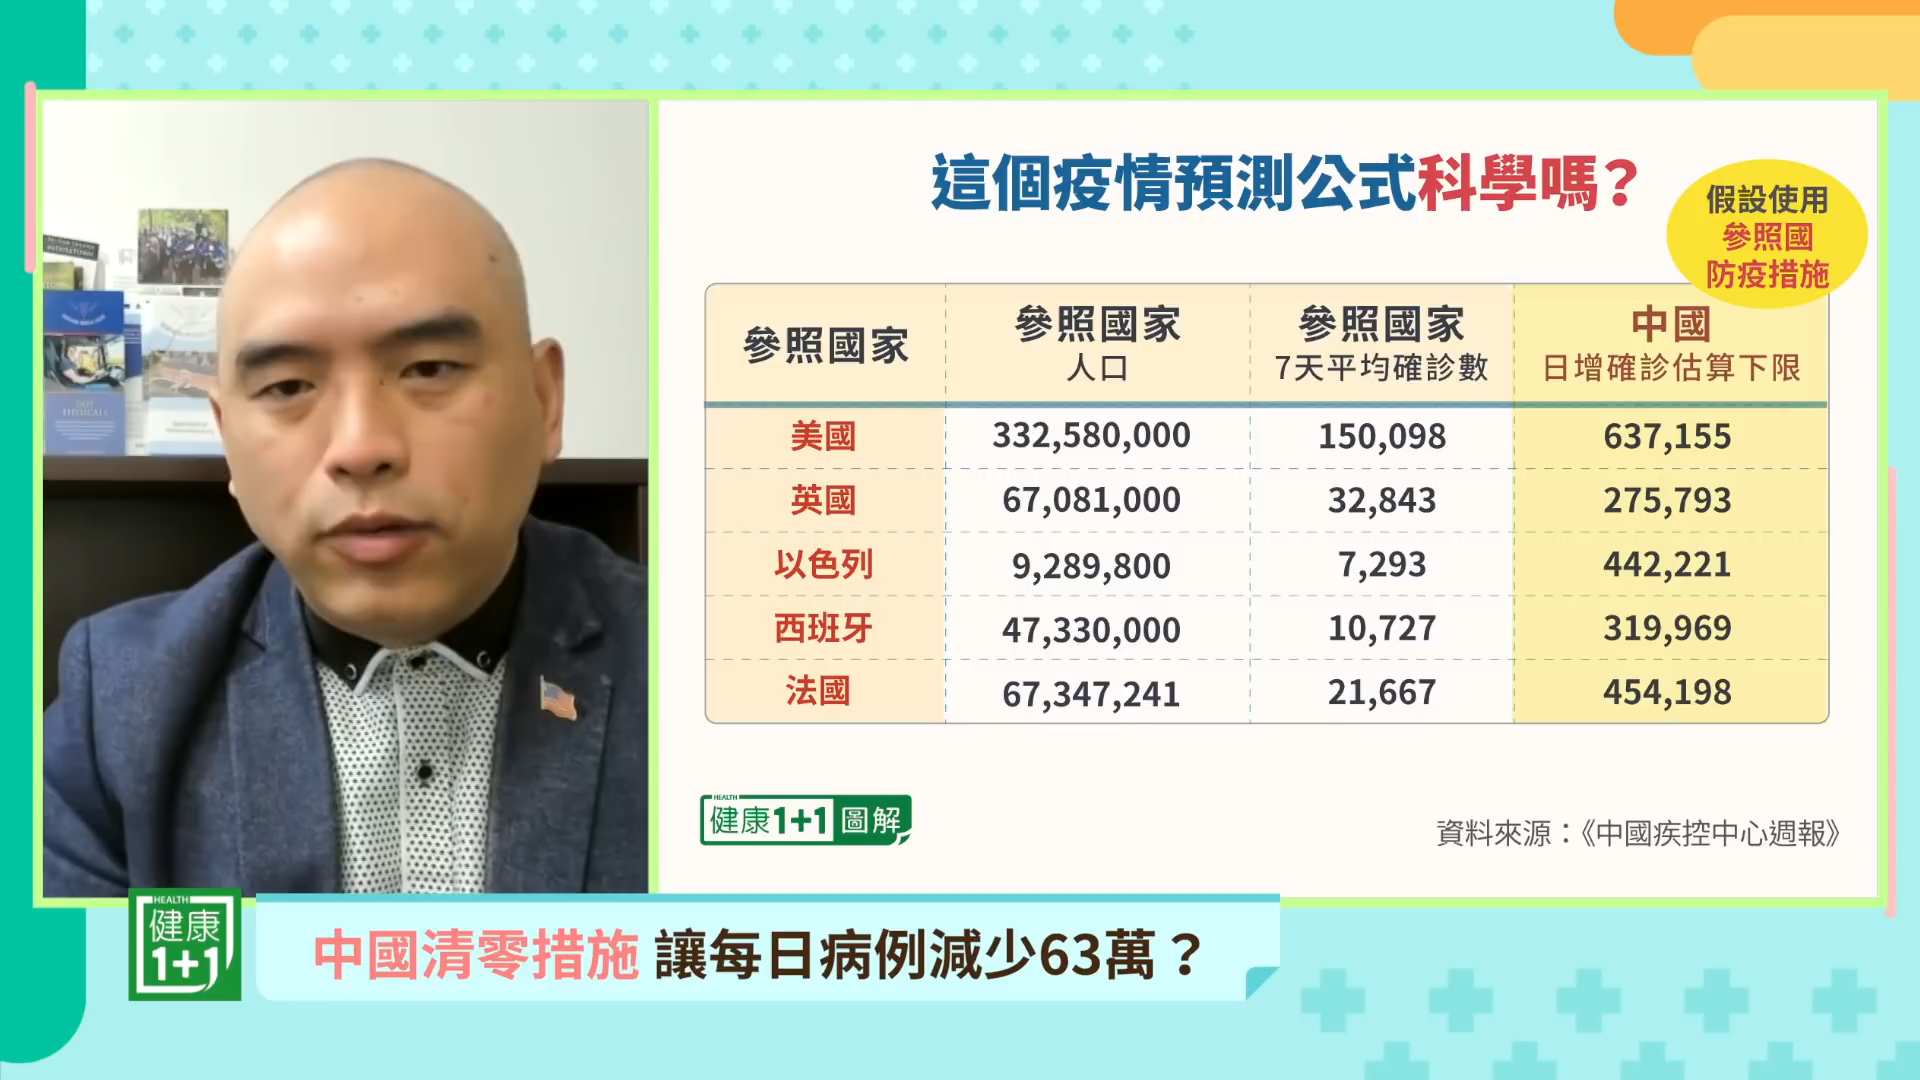 這個疫情預測公式科學嗎？
假設使用
參照國
防疫措施
參照國家
參照國家
人口
參照國家
7天平均確診數
中國
日增確診估算下限
美國 332,580,000 150,098 637,155
英國 67,081,000 32,843 275,793
以色列 9,289,800 7,293 442,221
西班牙 47,330,000 10,727 319,969
法國 67,347,241 21,667 454,198
HEALTH
健康1+1圖解
資料來源：《中國疾控中心週報》
HEALTH
健康
1+1
中國清零措施 讓每日病例減少63萬？